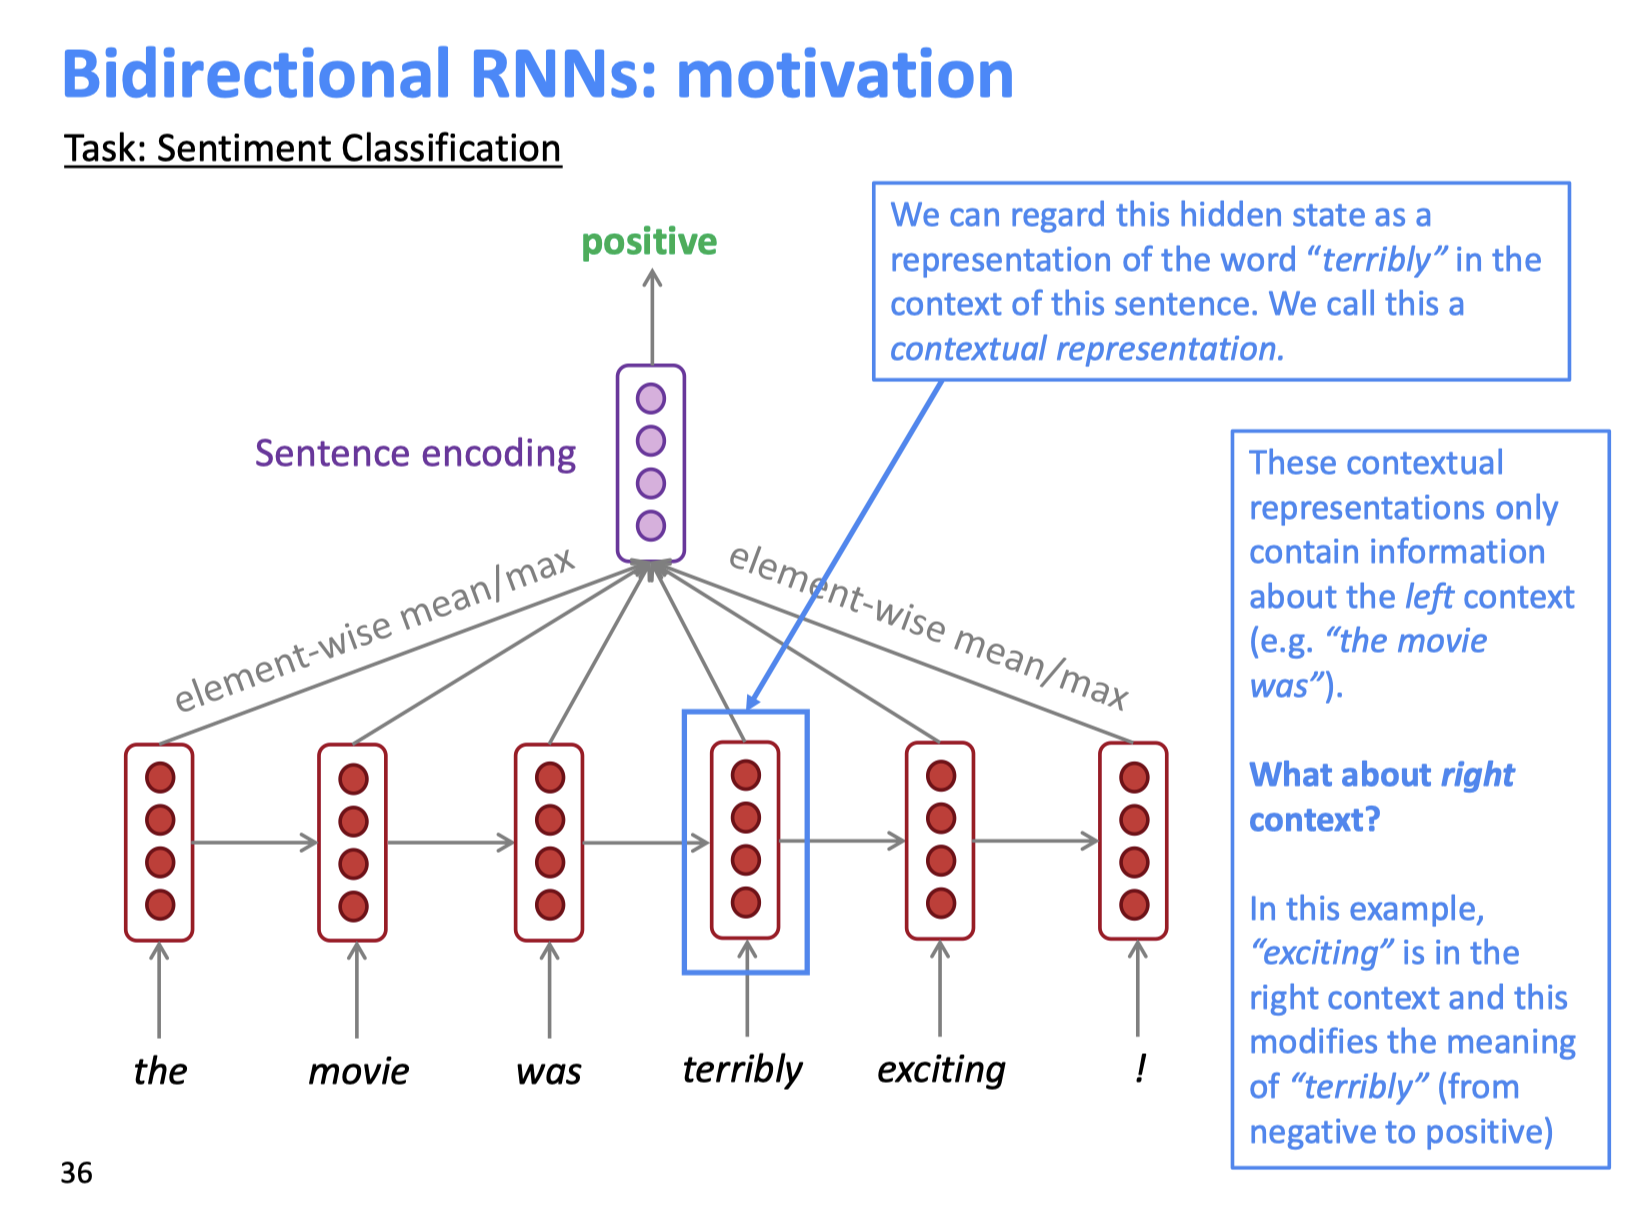 Bidirectional RNNs: motivation
Task: Sentiment Classification
We can regard this hidden state as a
representation of the word “terribly” in the
context of this sentence. We call this a
contextual representation.
positive
Sentence encoding
element-wise mean/max
element-wise mean/max
These contextual
representations only
contain information
about the left context
(e.g. “the movie
was”).
What about right
context?
In this example,
“exciting” is in the
right context and this
modifies the meaning
of “terribly” (from
negative to positive)
the movie was terribly exciting !
36